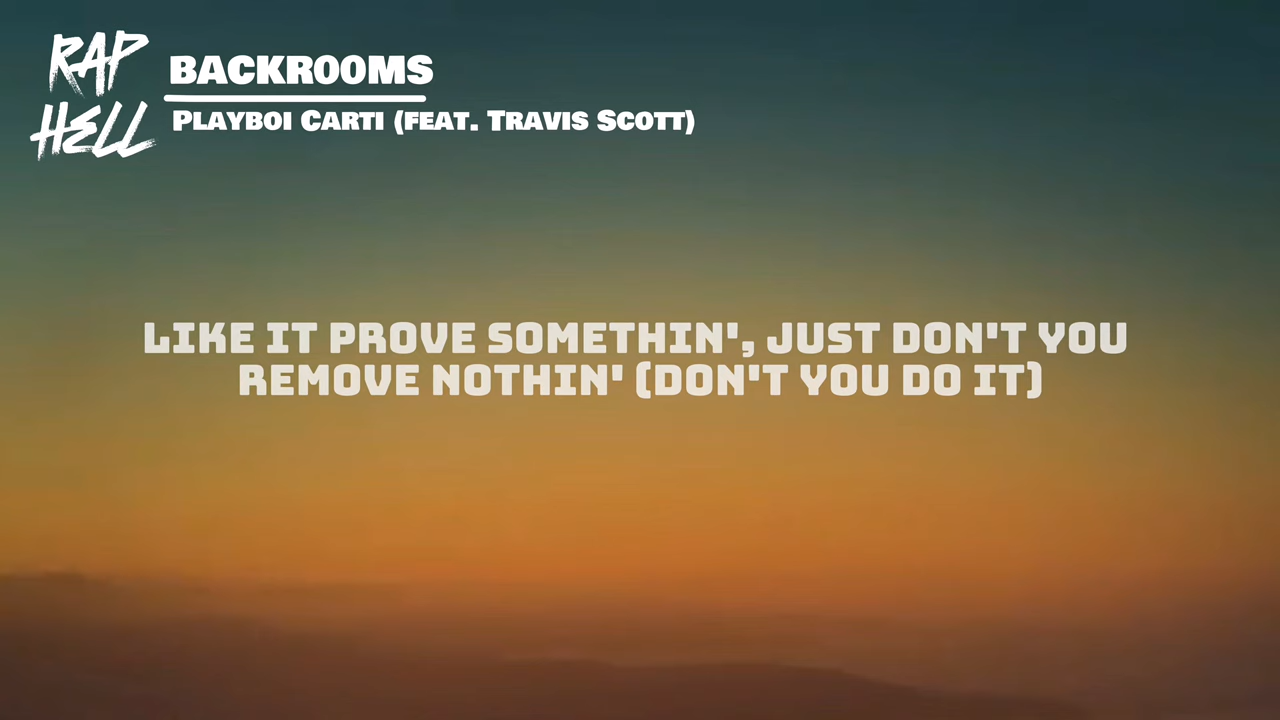 RAP
HELL
BACKROOMS
PLAYBOI CARTI (FEAT. TRAVIS SCOTT)
LIKE IT PROVE SOMETHIN', JUST DON'T YOU
REMOVE NOTHIN' (DON'T YOU DO IT)